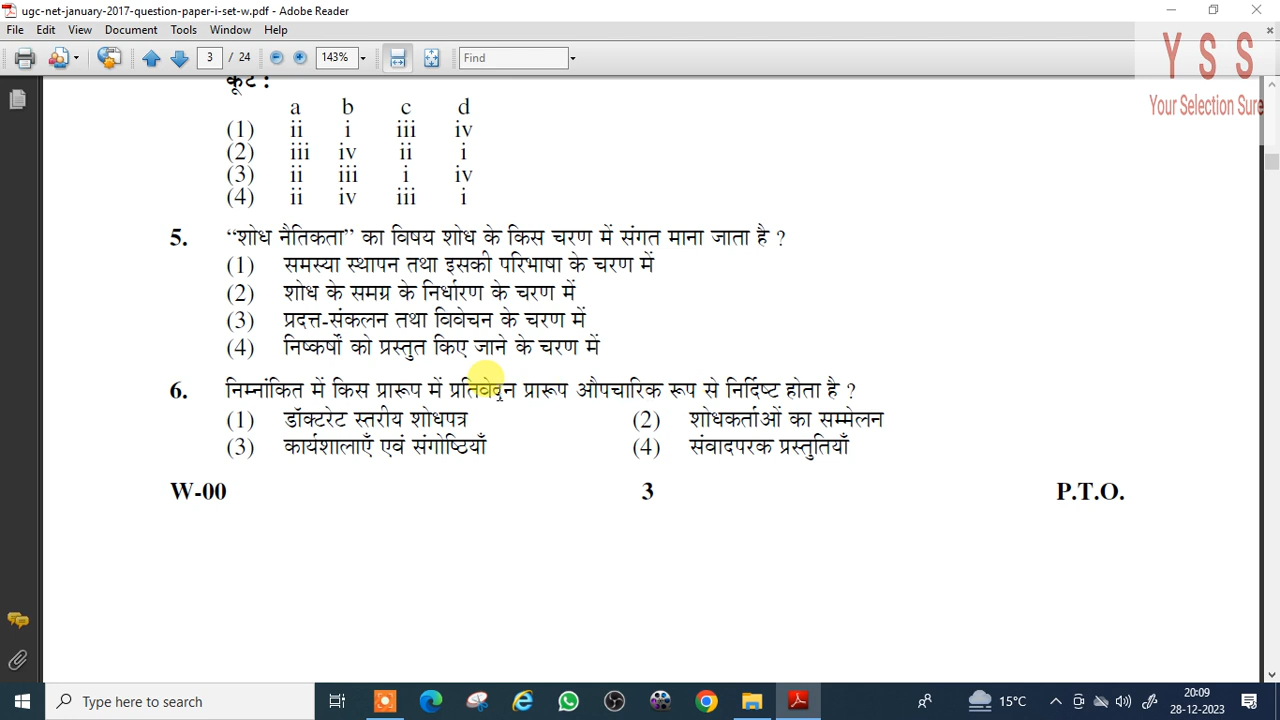 ugc-net-january-2017-question-paper-i-set-w.pdf - Adobe Reader
File Edit View Document Tools Window Help
3 / 24 143% Find
Y S S
Your Selection Sure
कूट :
a b c d
(1) ii i iii iv
(2) iii iv ii i
(3) ii iii i iv
(4) ii iv iii i
5. “शोध नैतिकता” का विषय शोध के किस चरण में संगत माना जाता है ?
(1) समस्या स्थापन तथा इसकी परिभाषा के चरण में
(2) शोध के समग्र के निर्धारण के चरण में
(3) प्रदत्त-संकलन तथा विवेचन के चरण में
(4) निष्कर्षों को प्रस्तुत किए जाने के चरण में
6. निम्नांकित में किस प्रारूप में प्रतिवेदन प्रारूप औपचारिक रूप से निर्दिष्ट होता है ?
(1) डॉक्टरेट स्तरीय शोधपत्र (2) शोधकर्ताओं का सम्मेलन
(3) कार्यशालाएँ एवं संगोष्ठियाँ (4) संवादपरक प्रस्तुतियाँ
W-00 3 P.T.O.
Type here to search 15°C 20:09
28-12-2023